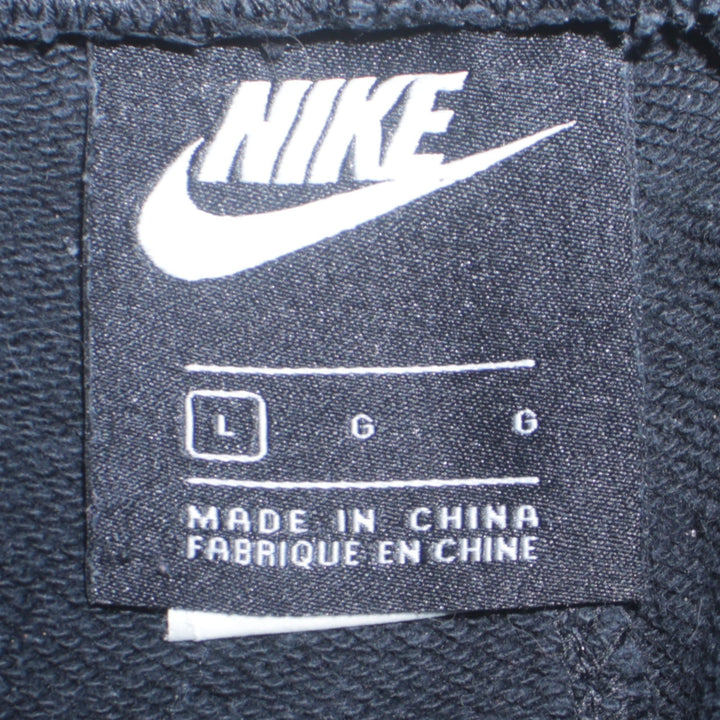 NIKE
L G G
MADE IN CHINA
FABRIQUE EN CHINE